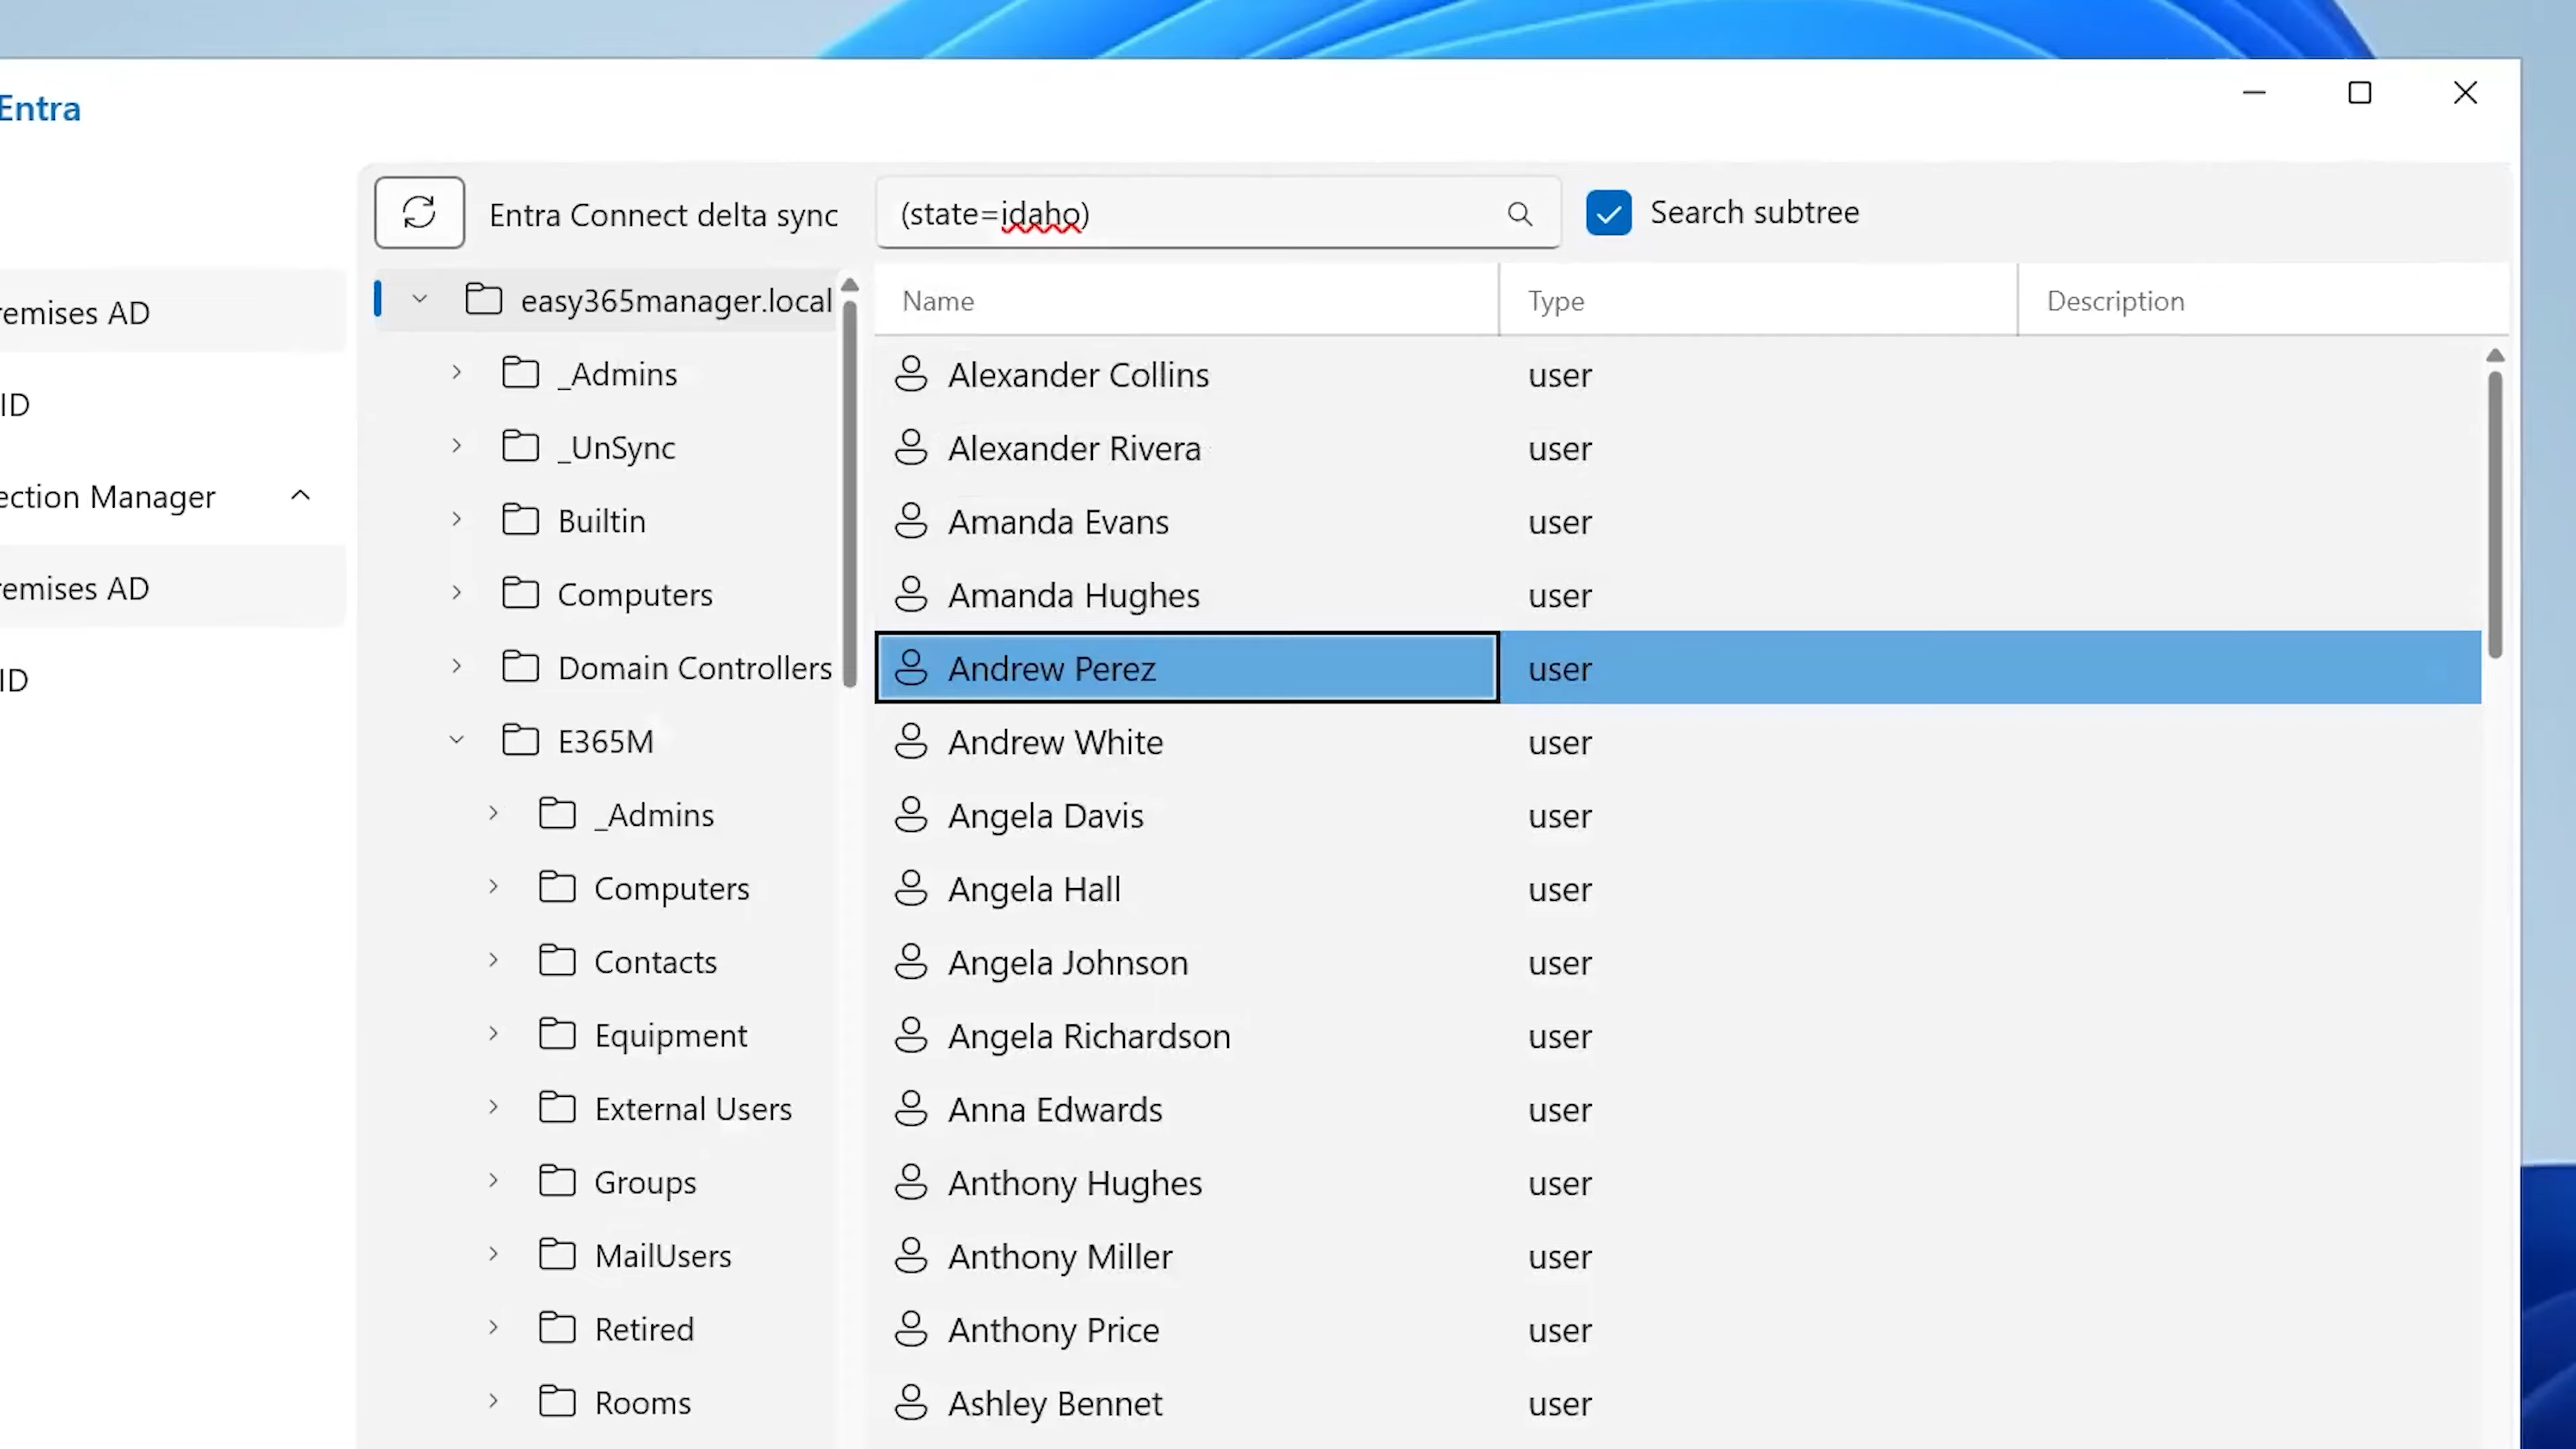 Entra
Entra Connect delta sync
(state=idaho)
Search subtree
remises AD
ID
ection Manager
remises AD
ID
easy365manager.local
_Admins
_UnSync
Builtin
Computers
Domain Controllers
E365M
_Admins
Computers
Contacts
Equipment
External Users
Groups
MailUsers
Retired
Rooms
Name Type Description
Alexander Collins user
Alexander Rivera user
Amanda Evans user
Amanda Hughes user
Andrew Perez user
Andrew White user
Angela Davis user
Angela Hall user
Angela Johnson user
Angela Richardson user
Anna Edwards user
Anthony Hughes user
Anthony Miller user
Anthony Price user
Ashley Bennet user